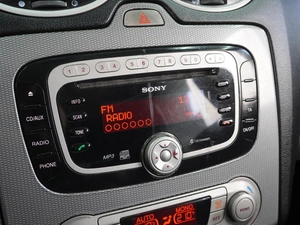 1 2 3 4 5 6 7 8 9 0
SONY
INFO
SCAN
TONE
CD/AUX
RADIO
PHONE
FM
RADIO
MP3
ON/OFF
AUTO
MONO